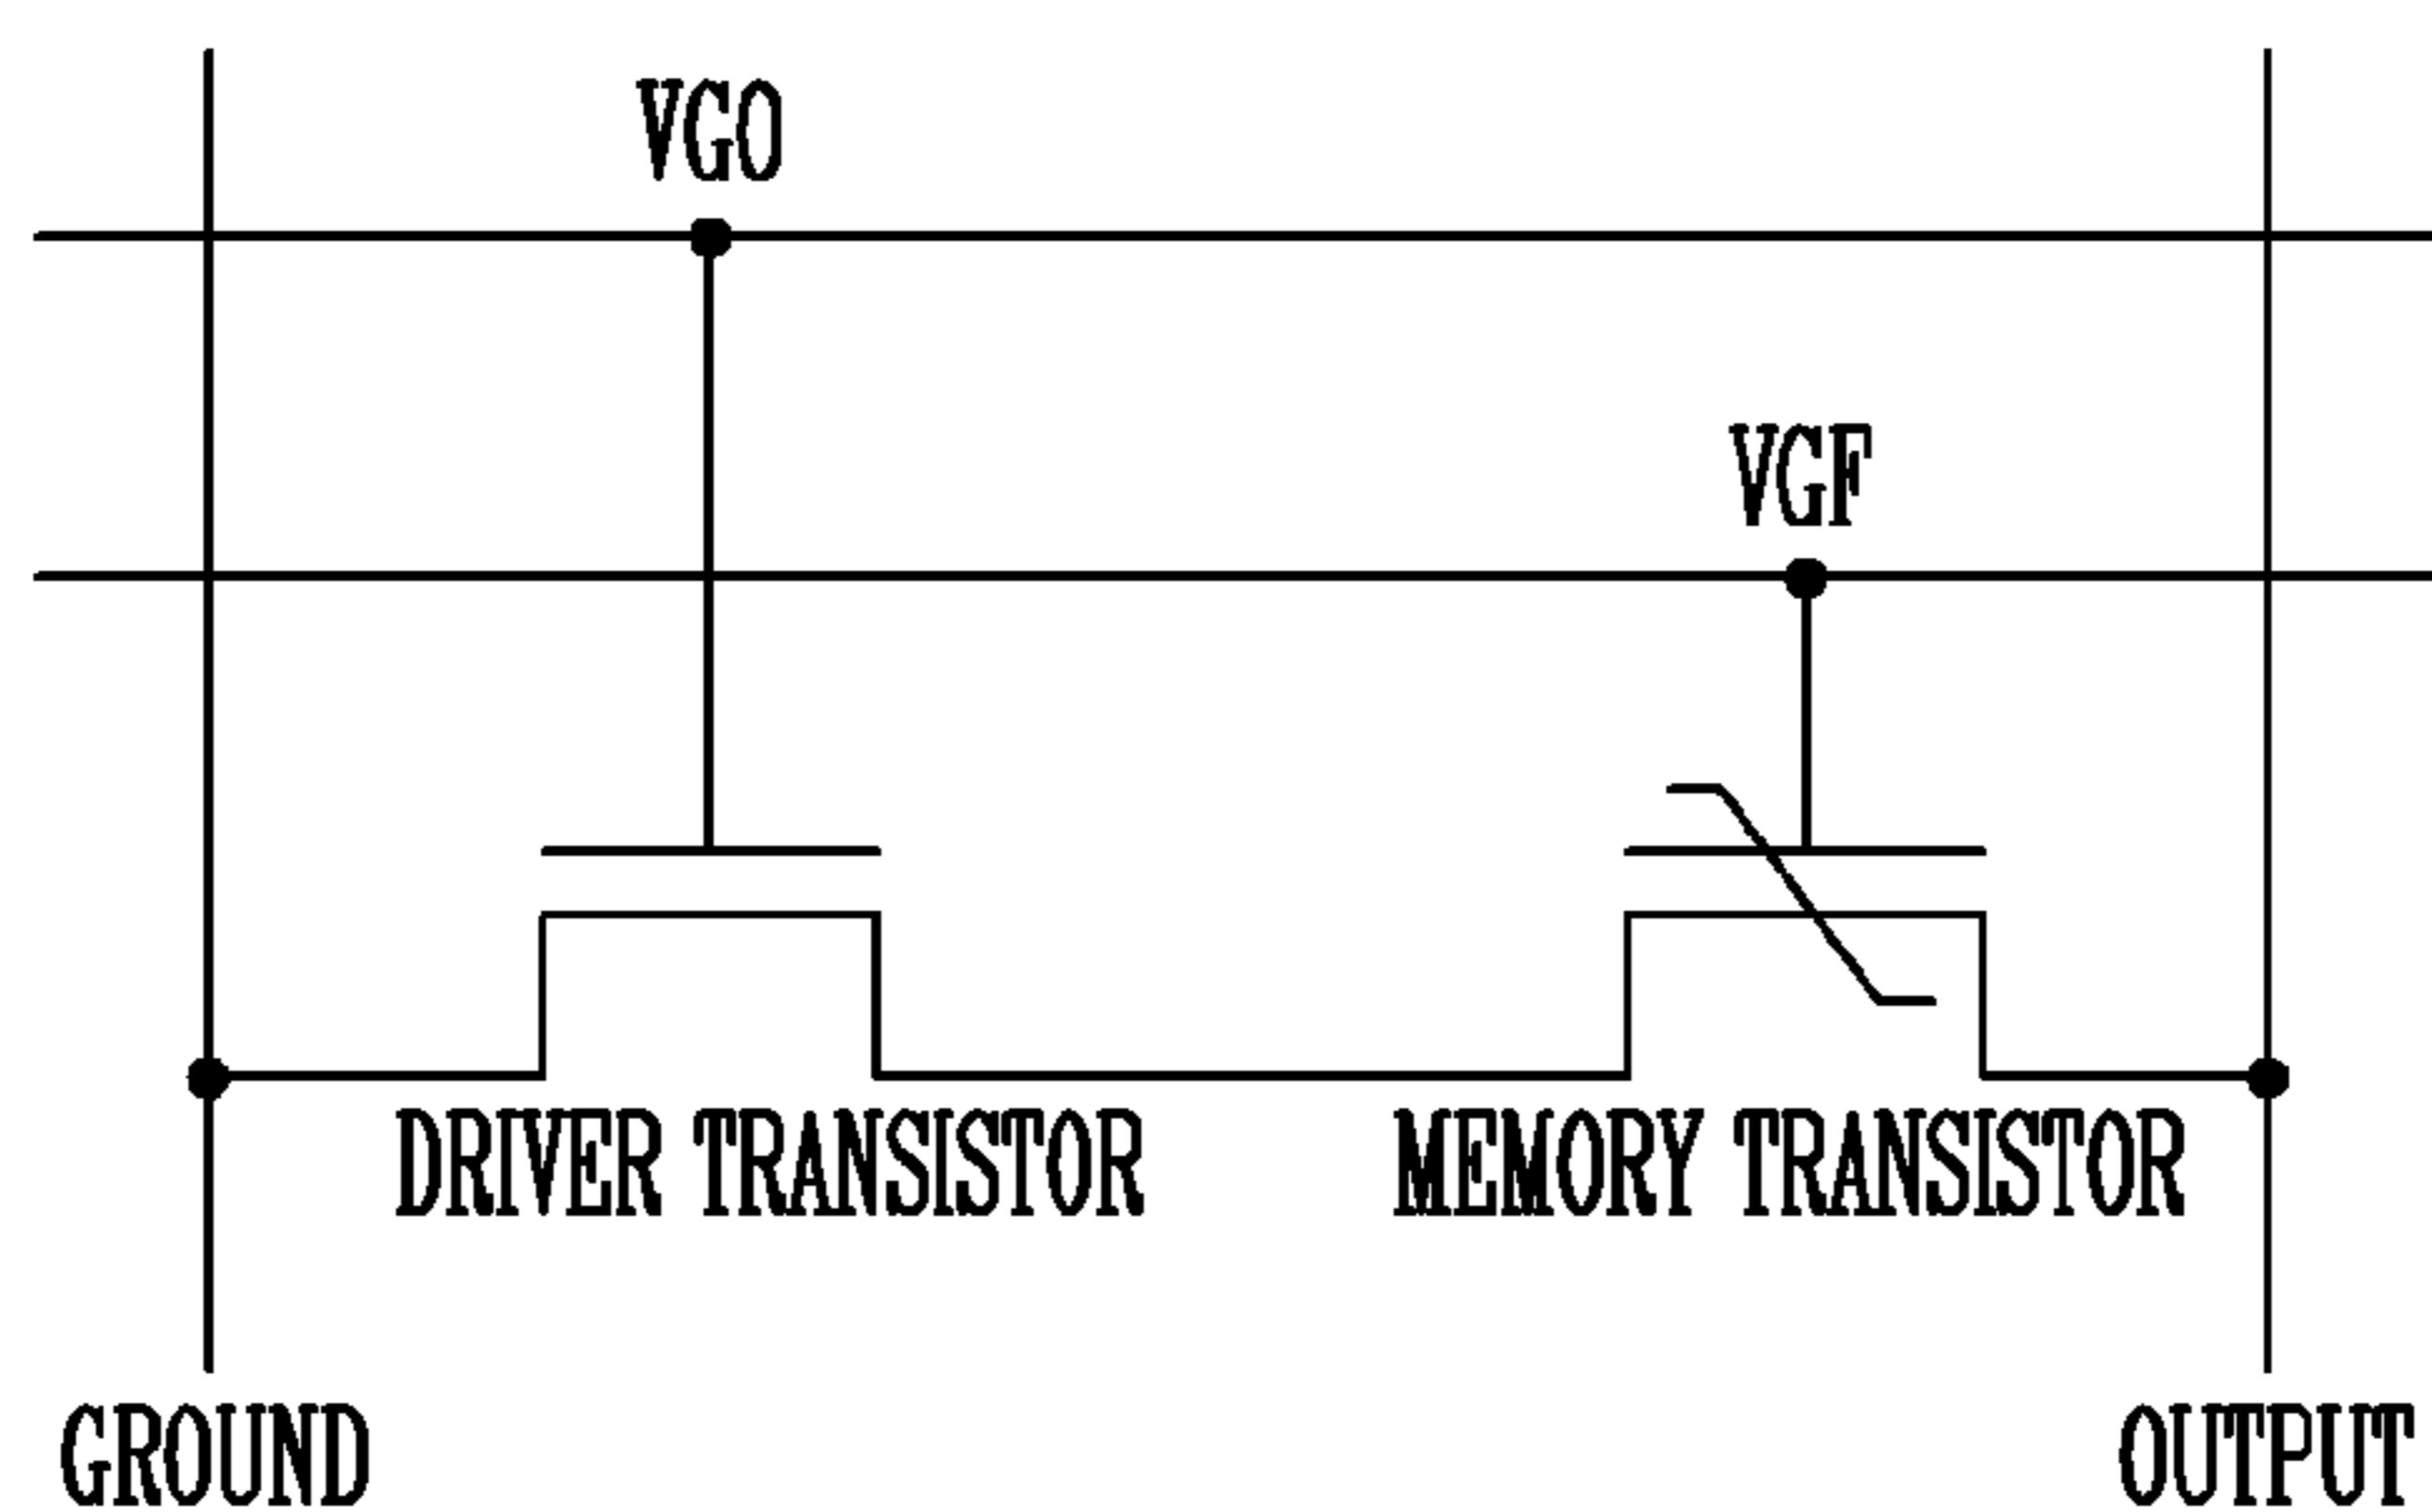 VGO
VGF
DRIVER TRANSISTOR
MEMORY TRANSISTOR
GROUND
OUTPUT